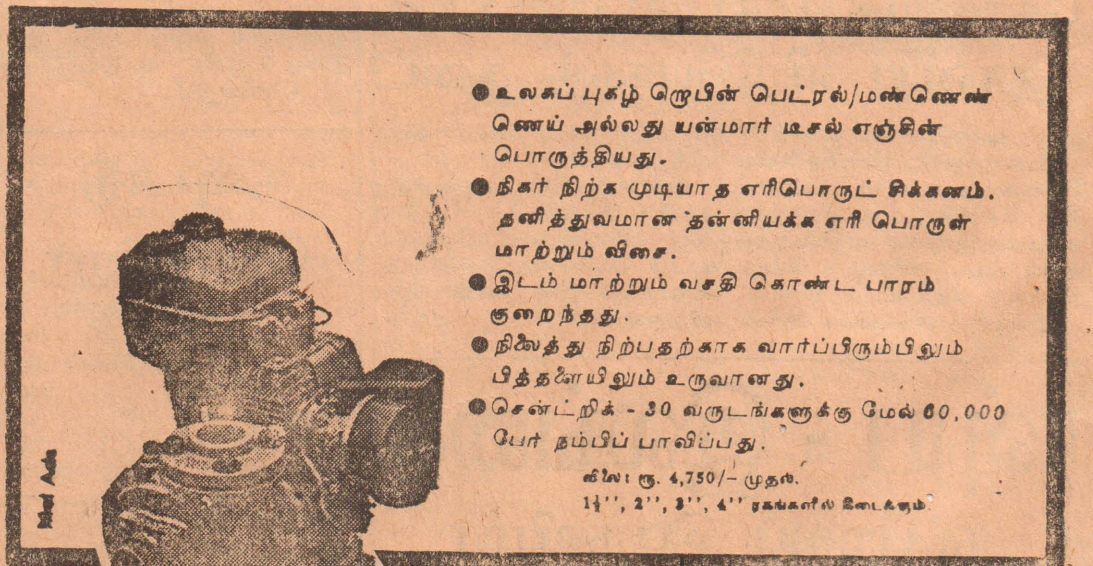 ● உலகப் புகழ் றெபின் பெட்ரல்/மண்ணெண்
ணெய் அல்லது யன்மார் டீசல் எஞ்சின்
பொருத்தியது.
● நிகர் நிற்க முடியாத எரிபொருட் சிக்கனம்.
தனித்துவமான தன்னியக்க எரி பொருள்
மாற்றும் விசை.
● இடம் மாற்றும் வசதி கொண்ட பாரம்
குறைந்தது.
● நிலைத்து நிற்பதற்காக வார்ப்பிரும்பிலும்
பித்தளையிலும் உருவானது.
● சென்ட்றிக் - 30 வருடங்களுக்கு மேல் 60,000
பேர் நம்பிப் பாவிப்பது.
விலை: ரூ. 4,750/- முதல்.
1½'', 2'', 3'', 4'' ரகங்களில் கிடைக்கும்.
Ads